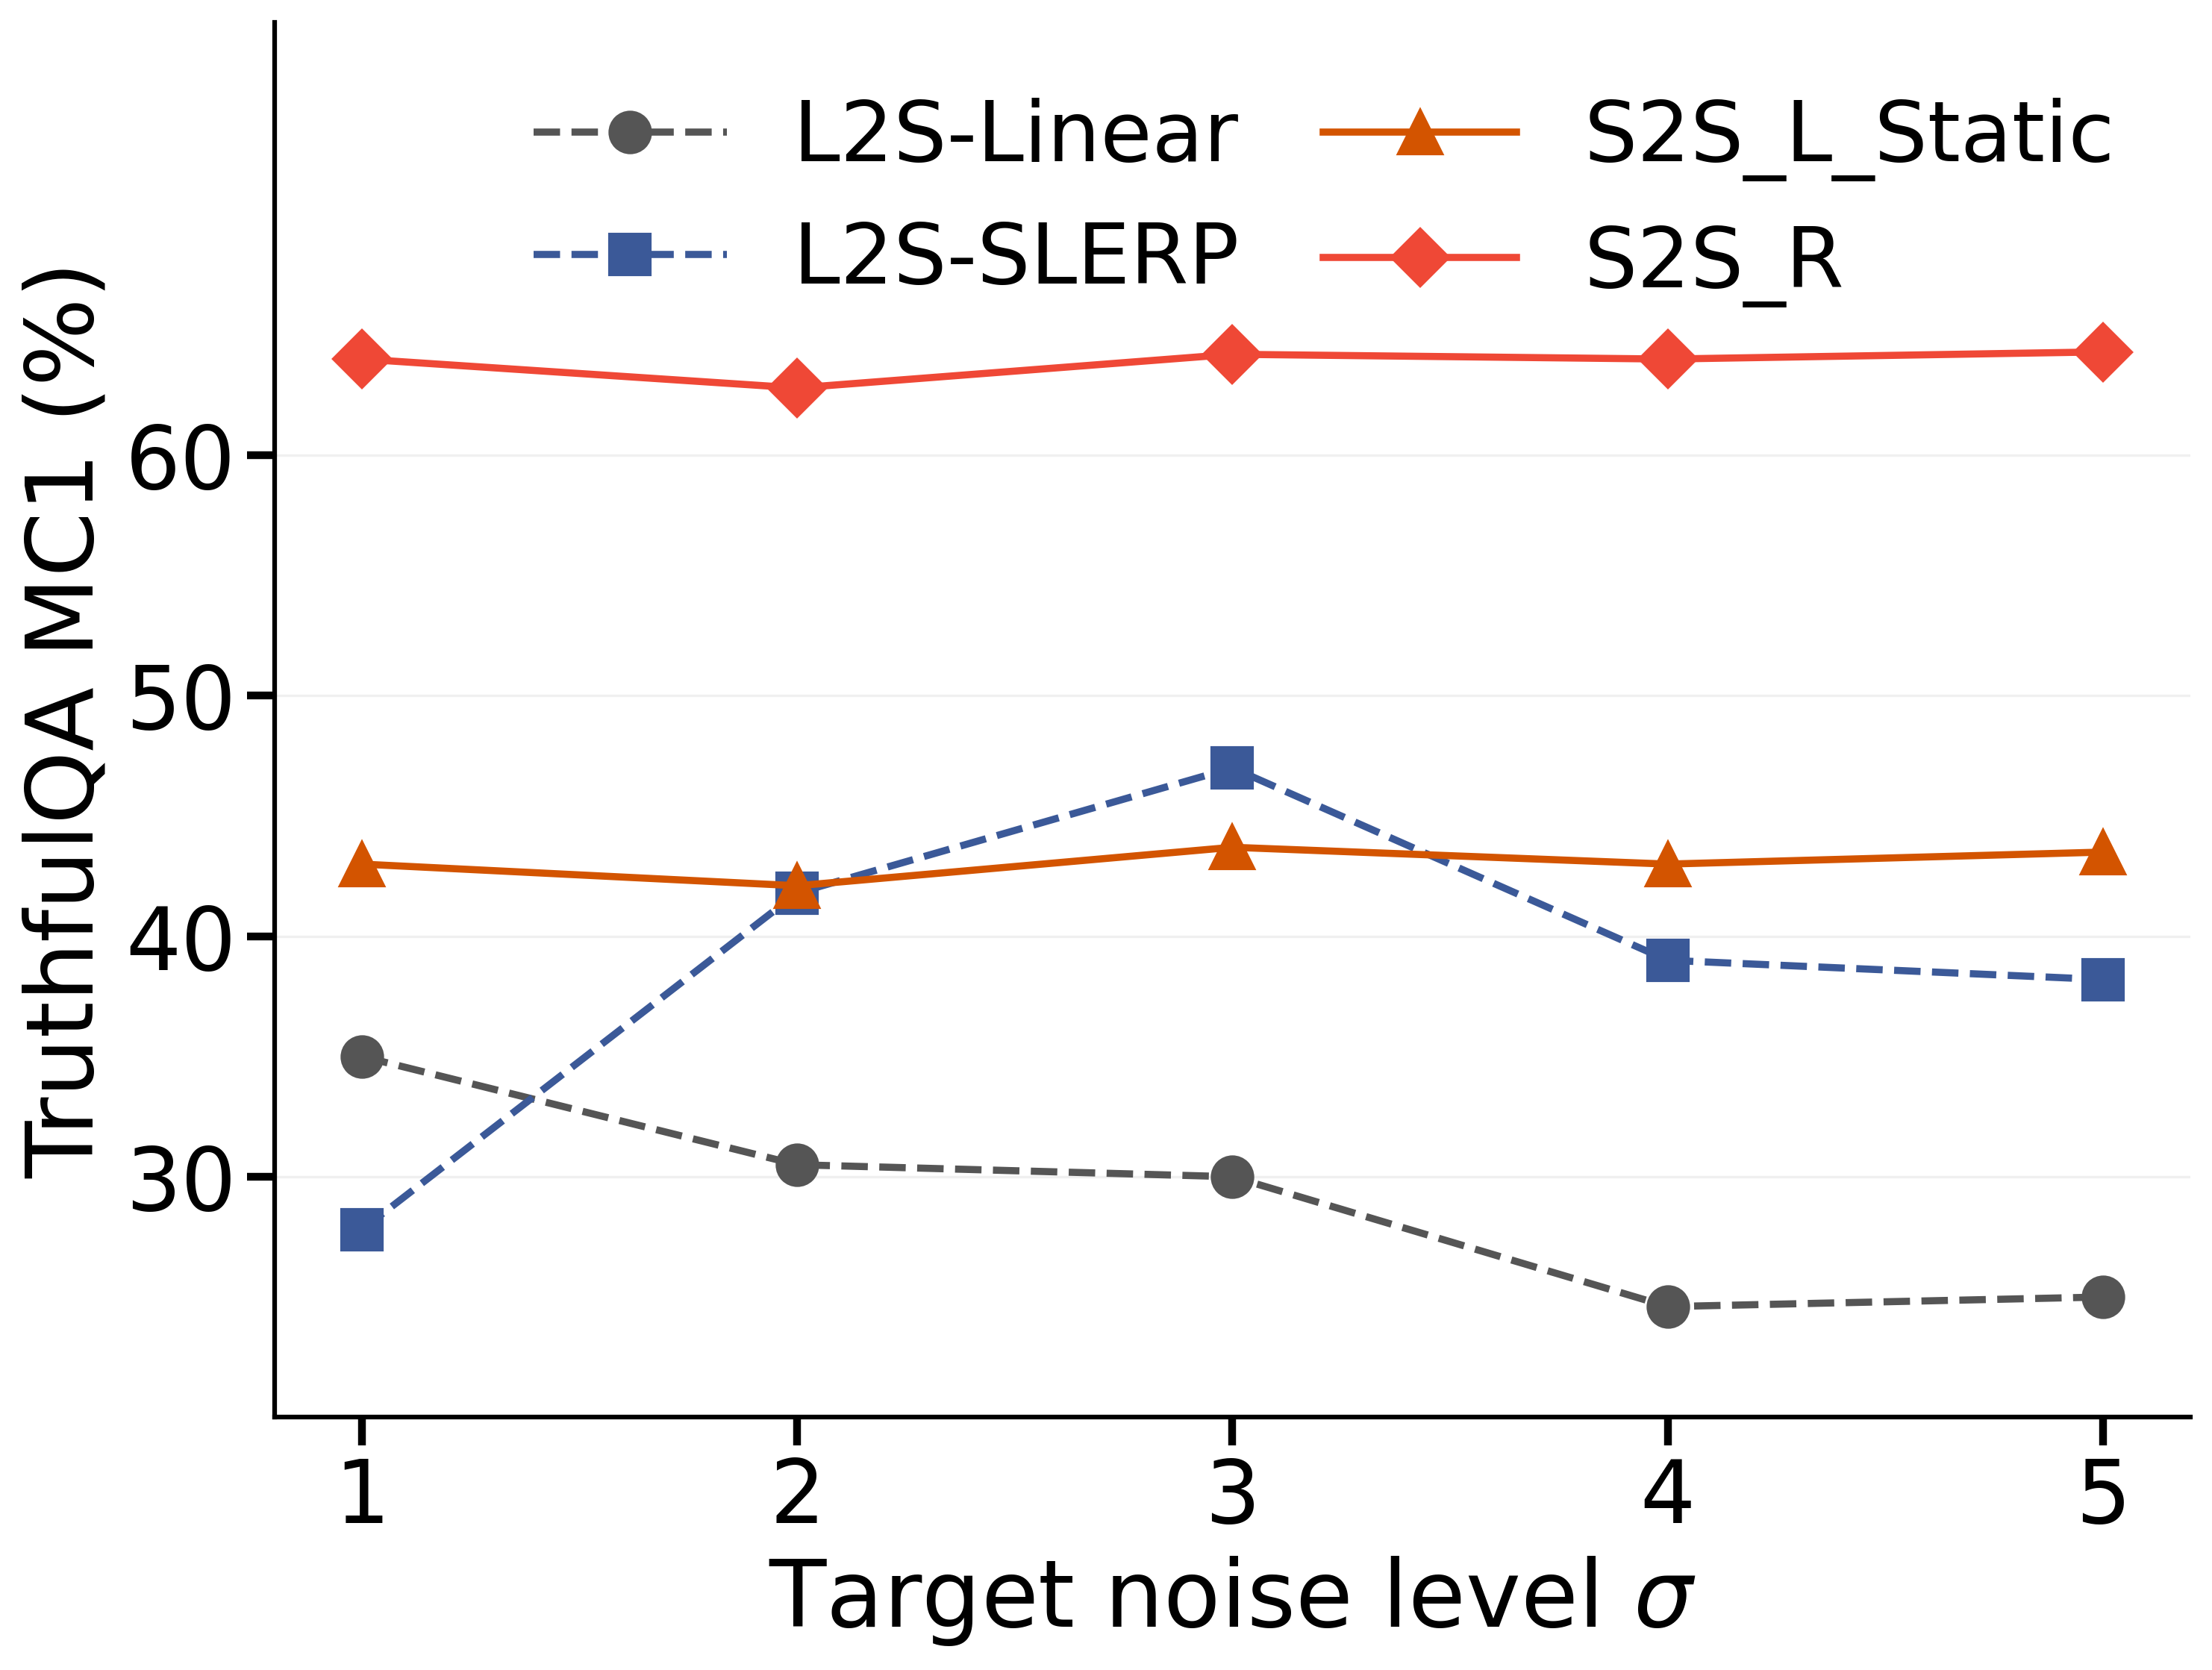 L2S-Linear
L2S-SLERP
S2S_L_Static
S2S_R
TruthfulQA MC1 (%)
60
50
40
30
1 2 3 4 5
Target noise level σ